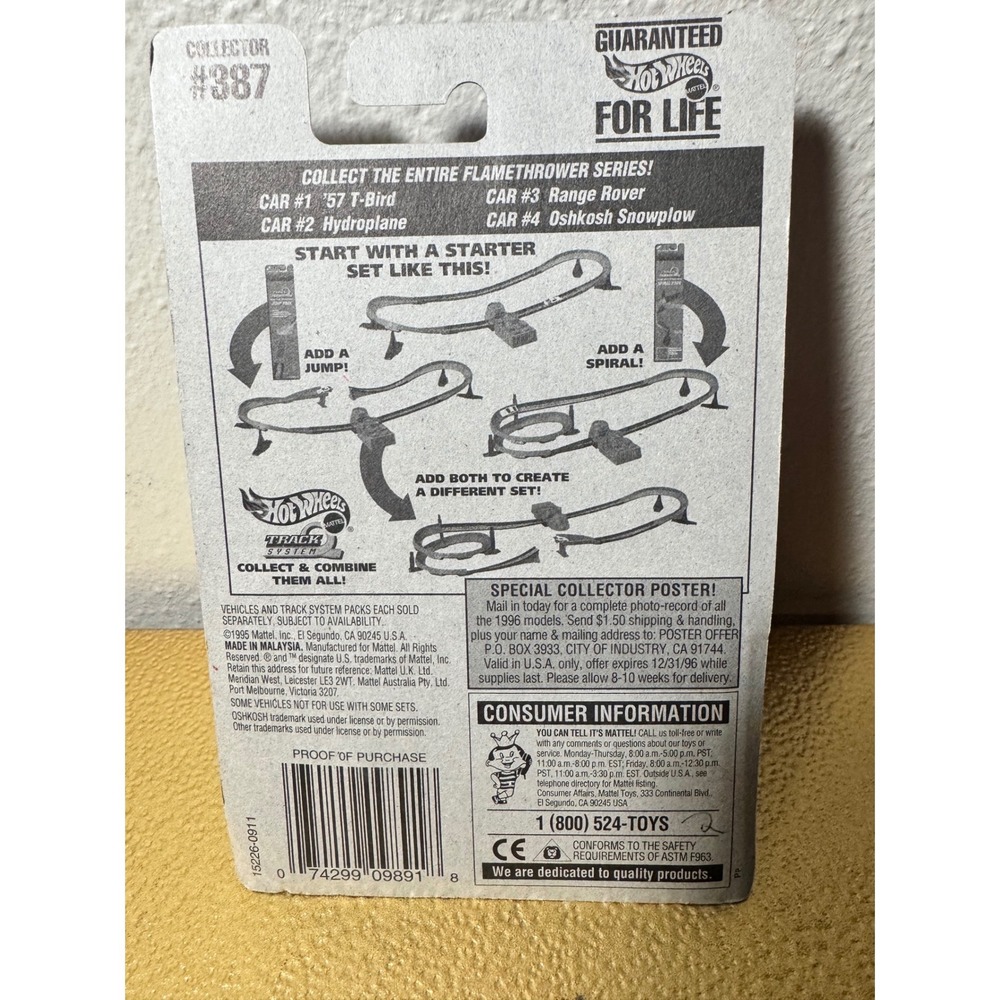 COLLECTOR
#387
GUARANTEED
HOT WHEELS
MATTEL ®
FOR LIFE
COLLECT THE ENTIRE FLAMETHROWER SERIES!
CAR #1 '57 T-Bird
CAR #2 Hydroplane
CAR #3 Range Rover
CAR #4 Oshkosh Snowplow
START WITH A STARTER
SET LIKE THIS!
ADD A
JUMP!
ADD A
SPIRAL!
ADD BOTH TO CREATE
A DIFFERENT SET!
HOT WHEELS
MATTEL ®
TRACK
SYSTEM
COLLECT & COMBINE
THEM ALL!
VEHICLES AND TRACK SYSTEM PACKS EACH SOLD
SEPARATELY. SUBJECT TO AVAILABILITY.
©1995 Mattel, Inc., El Segundo, CA 90245 U.S.A.
MADE IN MALAYSIA. Manufactured for Mattel. All Rights
Reserved. ® and ™ designate U.S. trademarks of Mattel, Inc.
Retain this address for future reference: Mattel U.K. Ltd.
Meridian West, Leicester LE3 2WT. Mattel Australia Pty, Ltd.
Port Melbourne, Victoria 3207.
SOME VEHICLES NOT FOR USE WITH SOME SETS.
OSHKOSH trademark used under license or by permission.
Other trademarks used under license or by permission.
SPECIAL COLLECTOR POSTER!
Mail in today for a complete photo-record of all
the 1996 models. Send $1.50 shipping & handling,
plus your name & mailing address to: POSTER OFFER
P.O. BOX 3933, CITY OF INDUSTRY, CA 91744.
Valid in U.S.A. only, offer expires 12/31/96 while
supplies last. Please allow 8-10 weeks for delivery.
CONSUMER INFORMATION
YOU CAN TELL IT'S MATTEL! CALL us toll-free or write
with any comments or questions about our toys or
service. Monday-Thursday, 8:00 a.m.-5:00 p.m. PST,
11:00 a.m.-8:00 p.m. EST; Friday, 8:00 a.m.-12:30 p.m.
PST, 11:00 a.m.-3:30 p.m. EST. Outside U.S.A., see
telephone directory for Mattel listing.
Consumer Affairs, Mattel Toys, 333 Continental Blvd.,
El Segundo, CA 90245 USA
1 (800) 524-TOYS
2
CE
CONFORMS TO THE SAFETY
REQUIREMENTS OF ASTM F963.
We are dedicated to quality products.
PROOF OF PURCHASE
15226-0911
0 74299 09891 8